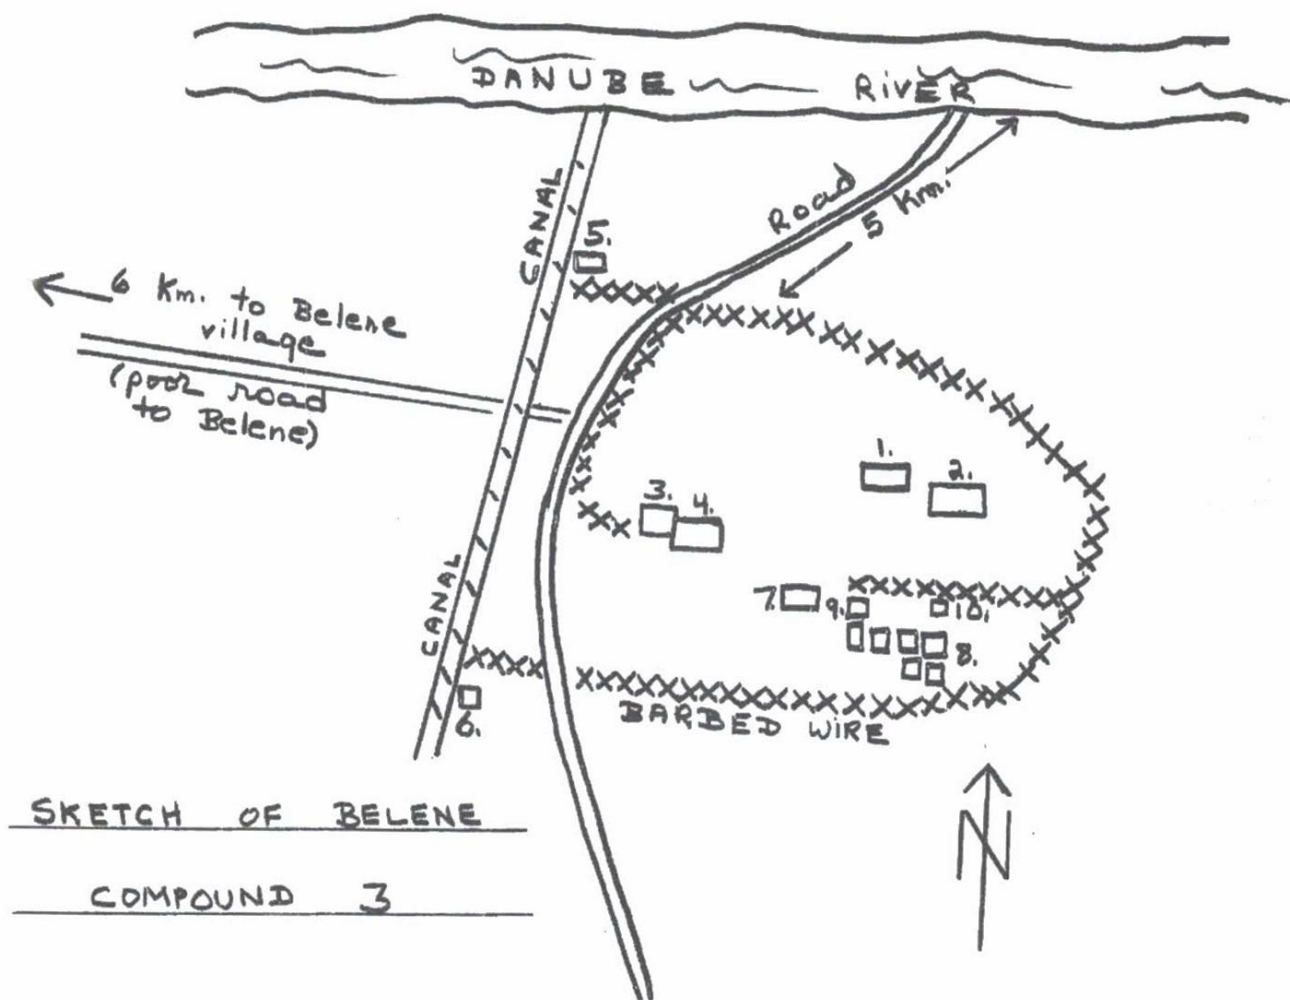 DANUBE RiVER
CANAL
5.
Road
5 Km.
6 Km. to Belene
village
(poor road
to Belene)
1.
2.
3.
4.
7.
9.
10.
8.
CANAL
6.
BARBED WiRE
SKETCH OF BELENE
COMPOUND 3
N